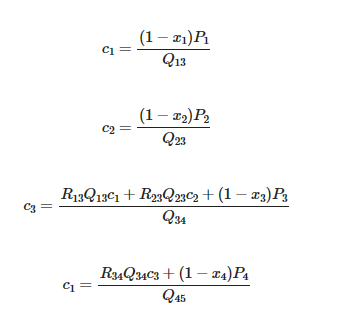 c₁ = (1 − x₁)P₁ / Q₁₃
c₂ = (1 − x₂)P₂ / Q₂₃
c₃ = (R₁₃Q₁₃c₁ + R₂₃Q₂₃c₂ + (1 − x₃)P₃) / Q₃₄
c₁ = (R₃₄Q₃₄c₃ + (1 − x₄)P₄) / Q₄₅